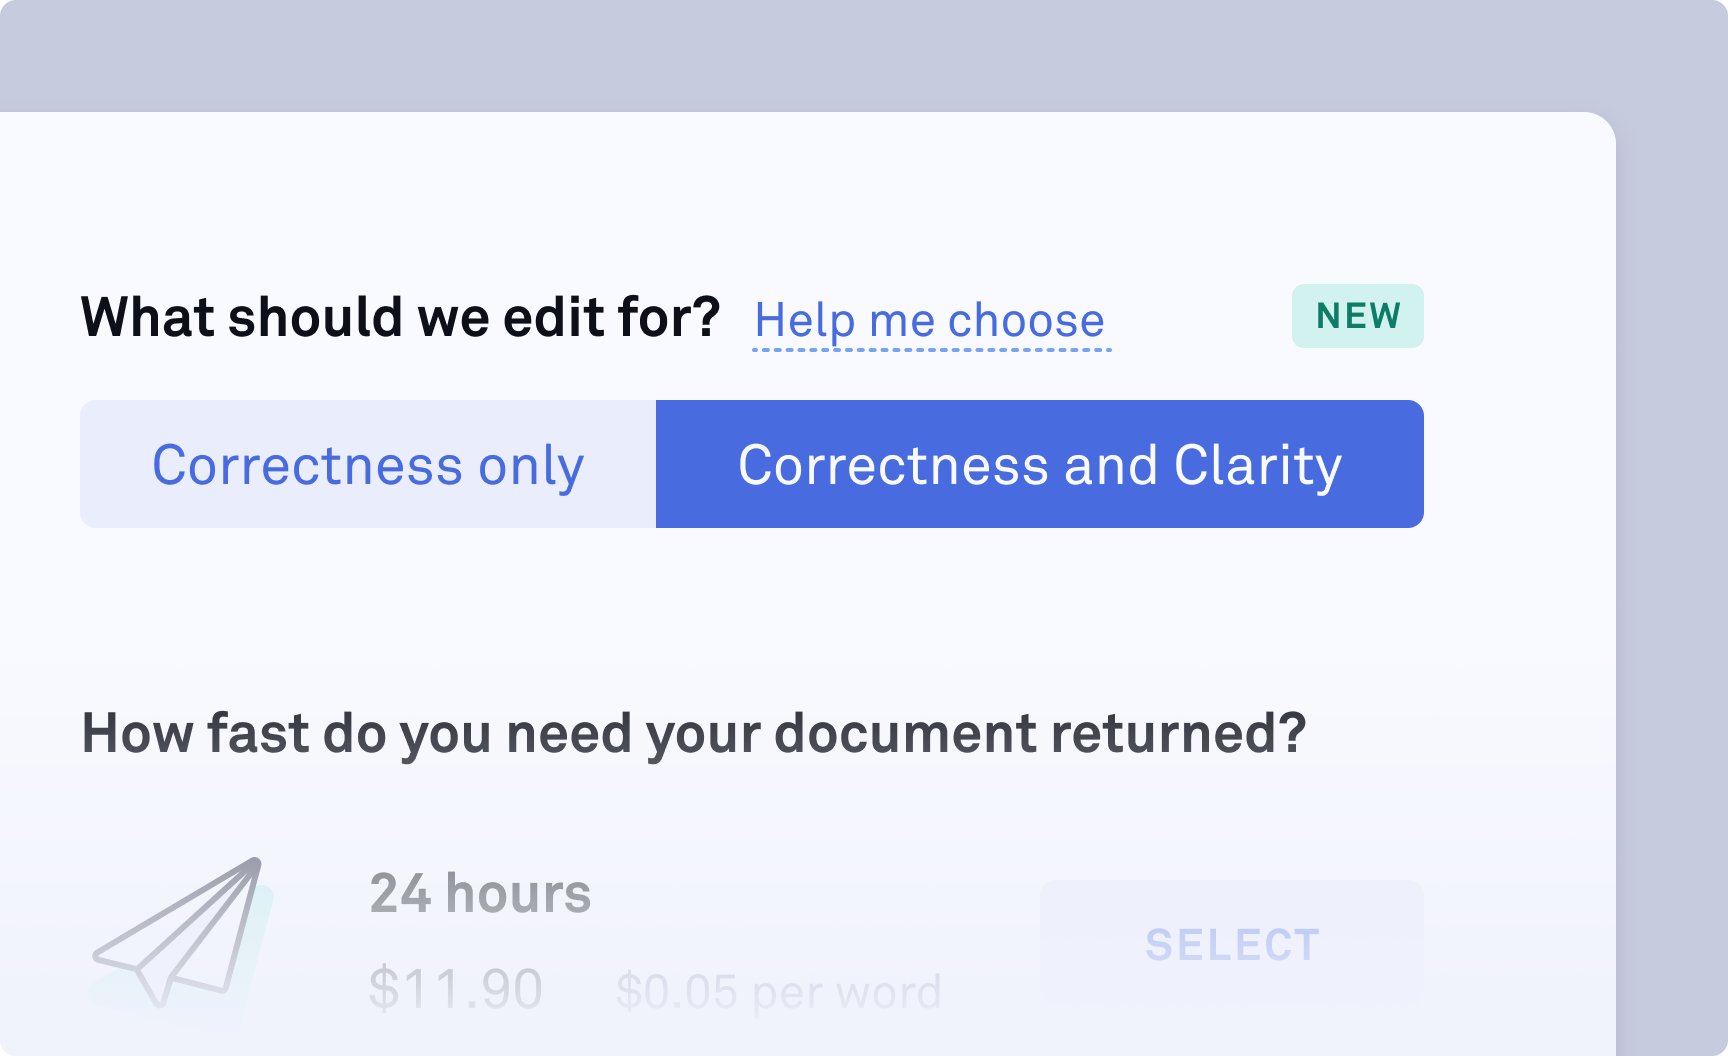 What should we edit for? Help me choose NEW
Correctness only Correctness and Clarity
How fast do you need your document returned?
24 hours
$11.90 $0.05 per word
SELECT